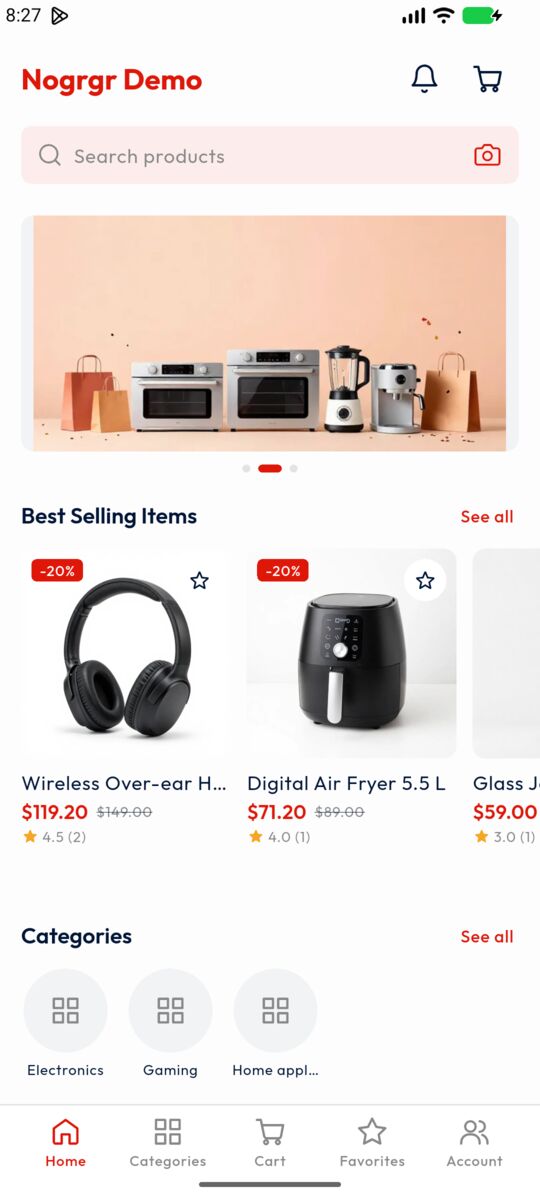 8:27
Nogrgr Demo
Search products
Best Selling Items
See all
-20%
-20%
Wireless Over-ear H...
Digital Air Fryer 5.5 L
Glass J
$119.20 $149.00
$71.20 $89.00
$59.00
4.5 (2)
4.0 (1)
3.0 (1)
Categories
See all
Electronics
Gaming
Home appl...
Home
Categories
Cart
Favorites
Account